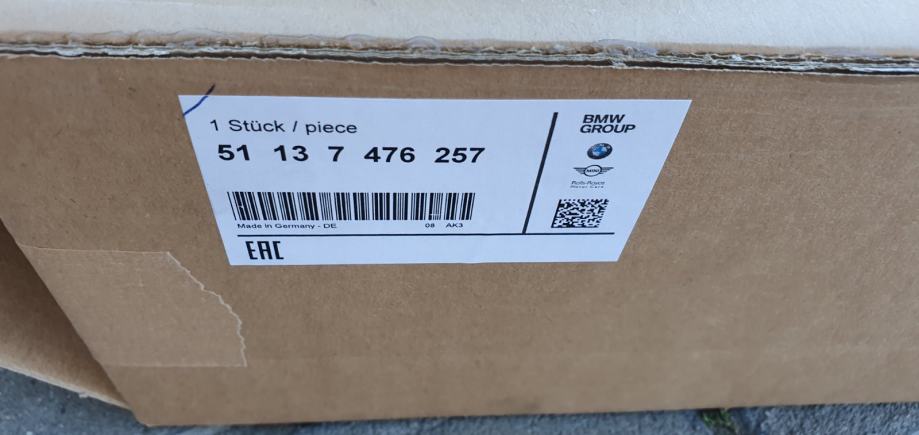 1 Stück / piece
51 13 7 476 257
Made in Germany - DE 08 AK3
EAC
BMW
GROUP
MINI
Rolls-Royce
Motor Cars